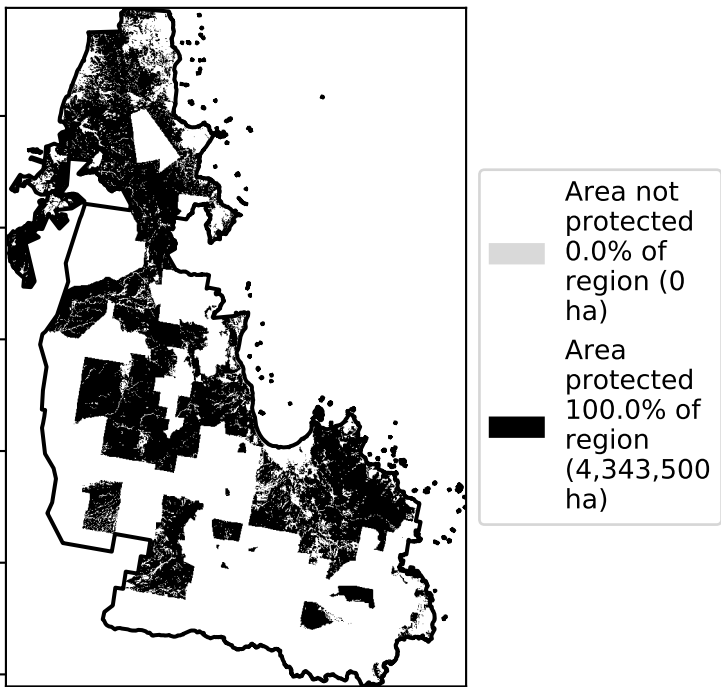 Area not
protected
0.0% of
region (0
ha)
Area
protected
100.0% of
region
(4,343,500
ha)